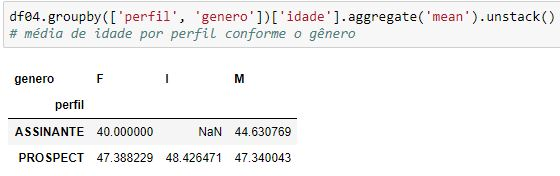 df04.groupby(['perfil', 'genero'])['idade'].aggregate('mean').unstack()
# média de idade por perfil conforme o gênero
genero F I M
perfil
ASSINANTE 40.000000 NaN 44.630769
PROSPECT 47.388229 48.426471 47.340043